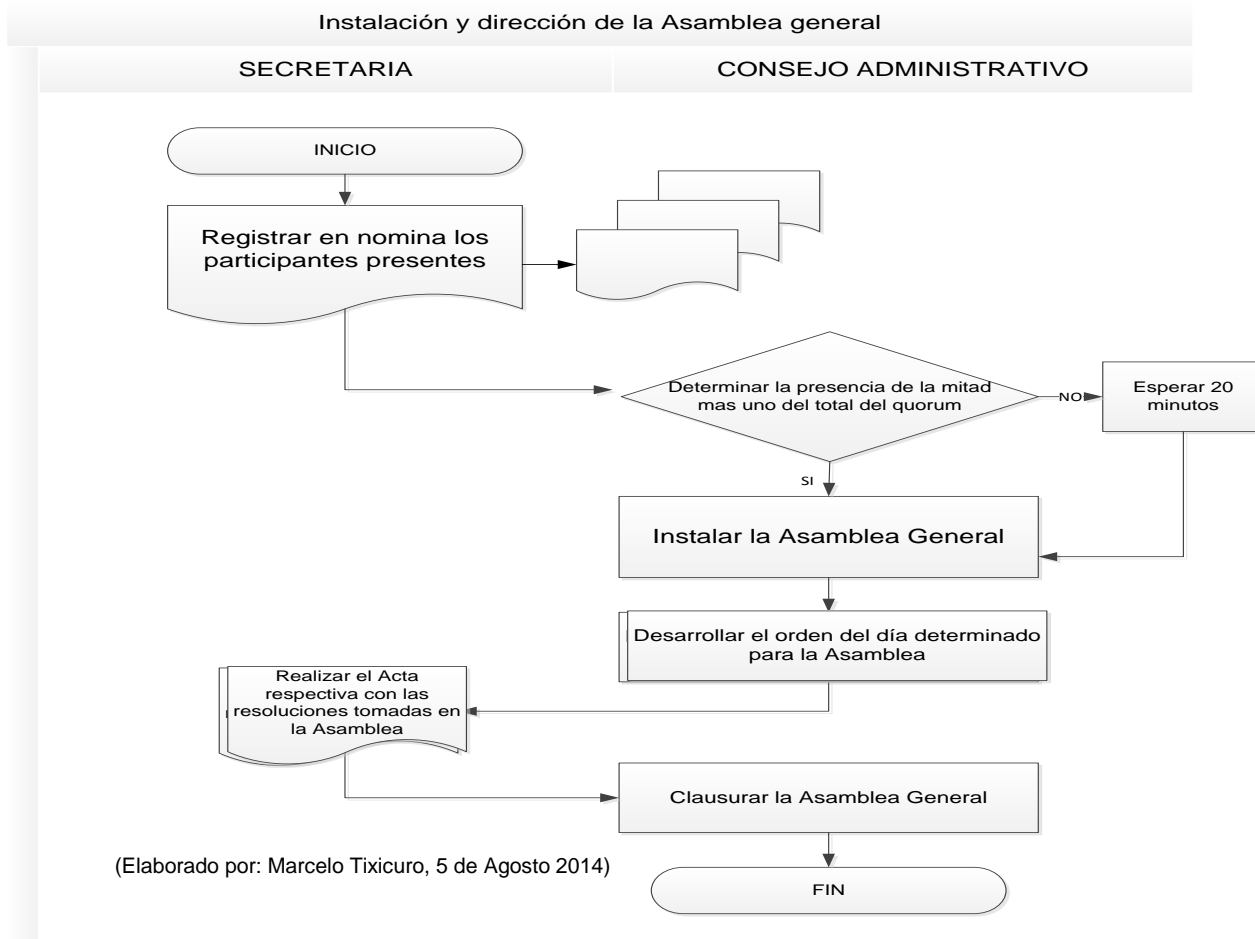 Instalación y dirección de la Asamblea general
SECRETARIA
CONSEJO ADMINISTRATIVO
INICIO
Registrar en nomina los
participantes presentes
Determinar la presencia de la mitad
mas uno del total del quorum
NO
Esperar 20
minutos
SI
Instalar la Asamblea General
Desarrollar el orden del día determinado
para la Asamblea
Realizar el Acta
respectiva con las
resoluciones tomadas en
la Asamblea
Clausurar la Asamblea General
(Elaborado por: Marcelo Tixicuro, 5 de Agosto 2014)
FIN